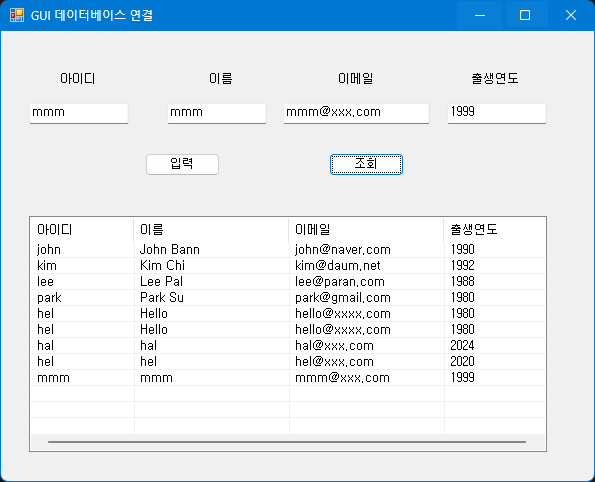 GUI 데이터베이스 연결
아이디 이름 이메일 출생연도
mmm mmm mmm@xxx.com 1999
입력 조회
아이디 이름 이메일 출생연도
john John Bann john@naver.com 1990
kim Kim Chi kim@daum.net 1992
lee Lee Pal lee@paran.com 1988
park Park Su park@gmail.com 1980
hel Hello hello@xxxx.com 1980
hel Hello hello@xxxx.com 1980
hal hal hal@xxx.com 2024
hel hel hel@xxx.com 2020
mmm mmm mmm@xxx.com 1999